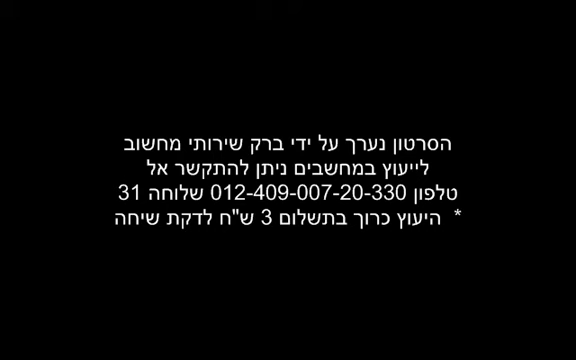 הסרטון נערך על ידי ברק שירותי מחשוב
לייעוץ במחשבים ניתן להתקשר אל
טלפון 012-409-007-20-330 שלוחה 31
* היעוץ כרוך בתשלום 3 ש"ח לדקת שיחה